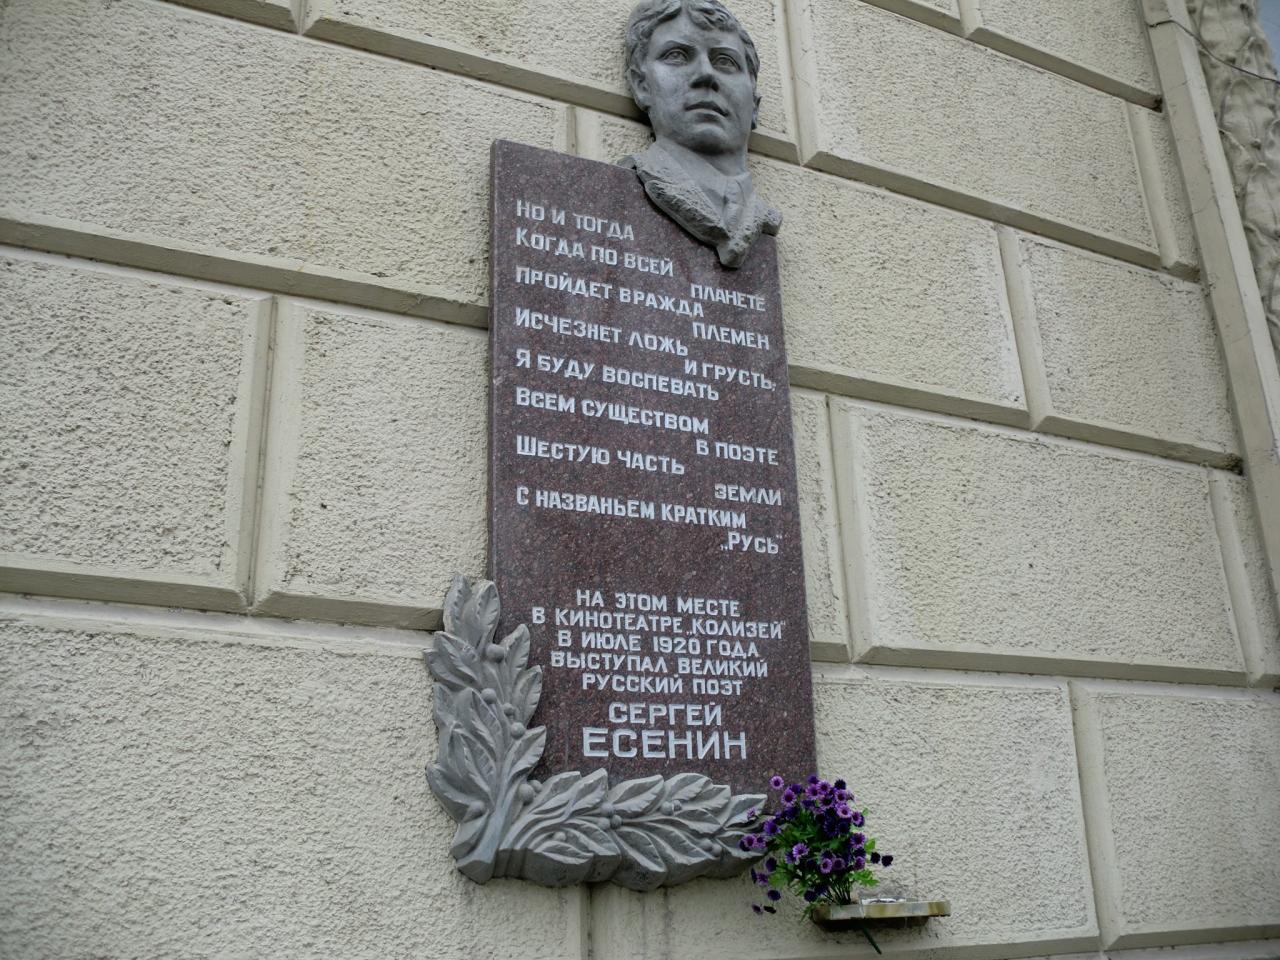 Но и тогда
Когда по всей
планете
Пройдет вражда
племен
Исчезнет ложь
и грусть,
Я буду воспевать
Всем существом
в поэте
Шестую часть
земли
С названьем кратким
„Русь“
НА ЭТОМ МЕСТЕ
В КИНОТЕАТРЕ „КОЛИЗЕЙ“
В ИЮЛЕ 1920 ГОДА
ВЫСТУПАЛ ВЕЛИКИЙ
РУССКИЙ ПОЭТ
СЕРГЕЙ
ЕСЕНИН